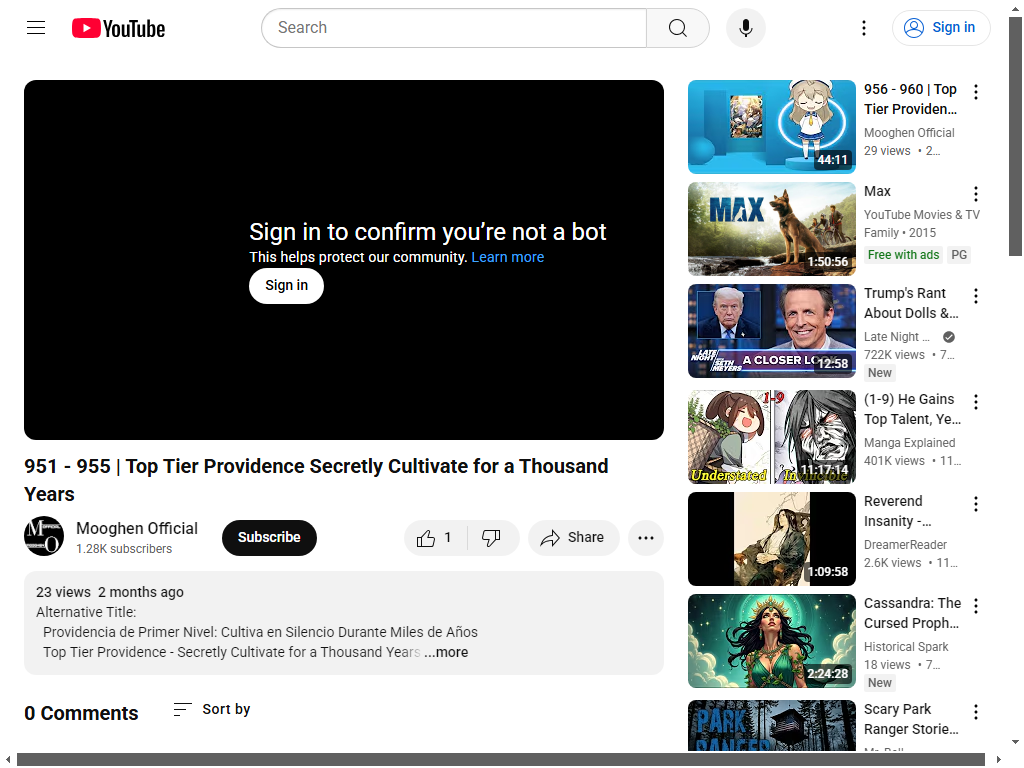 YouTube
Search
Sign in
Sign in to confirm you're not a bot
This helps protect our community. Learn more
Sign in
951 - 955 | Top Tier Providence Secretly Cultivate for a Thousand
Years
Mooghen Official
1.28K subscribers
Subscribe
1
Share
23 views 2 months ago
Alternative Title:
Providencia de Primer Nivel: Cultiva en Silencio Durante Miles de Años
Top Tier Providence - Secretly Cultivate for a Thousand Years ...more
0 Comments
Sort by
44:11
956 - 960 | Top
Tier Providen...
Mooghen Official
29 views • 2...
MAX
1:50:56
Max
YouTube Movies & TV
Family • 2015
Free with ads PG
LATE NIGHT
SETH MEYERS
A CLOSER LOOK
12:58
Trump's Rant
About Dolls &...
Late Night ...
722K views • 7...
New
1-9
Understated
Invincible
11:17:14
(1-9) He Gains
Top Talent, Ye...
Manga Explained
401K views • 11...
1:09:58
Reverend
Insanity -...
DreamerReader
2.6K views • 11...
2:24:28
Cassandra: The
Cursed Proph...
Historical Spark
18 views • 7...
New
PARK
RANGER
Scary Park
Ranger Storie...